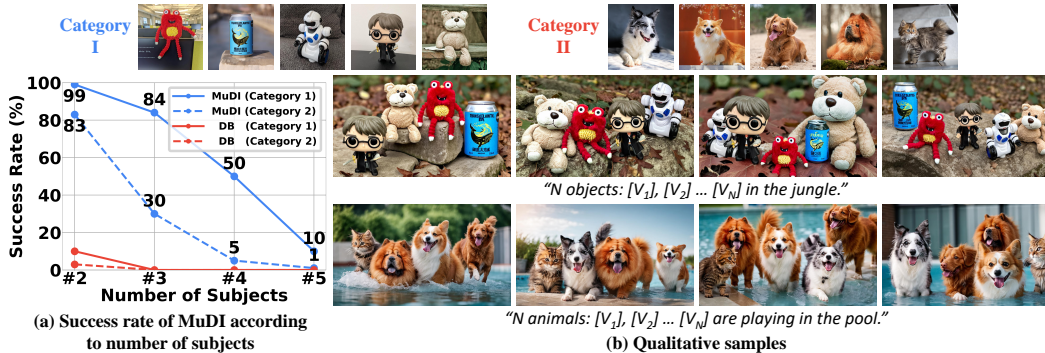 Category
I
Category
II
100
80
60
40
20
0
Success Rate (%)
99
83
84
30
50
5
10
1
MuDI (Category 1)
MuDI (Category 2)
DB (Category 1)
DB (Category 2)
#2 #3 #4 #5
Number of Subjects
(a) Success rate of MuDI according
to number of subjects
“N objects: [V1], [V2] ... [VN] in the jungle.”
“N animals: [V1], [V2] ... [VN] are playing in the pool.”
(b) Qualitative samples